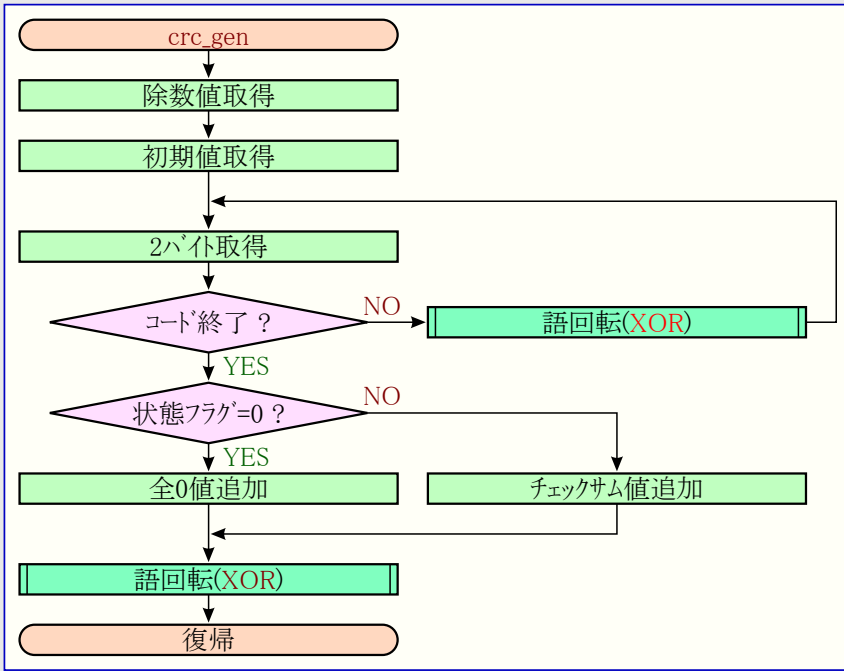 crc_gen
除数値取得
初期値取得
2バイト取得
コード終了 ?
NO
語回転(XOR)
YES
状態フラグ=0 ?
NO
YES
全0値追加
チェックサム値追加
語回転(XOR)
復帰